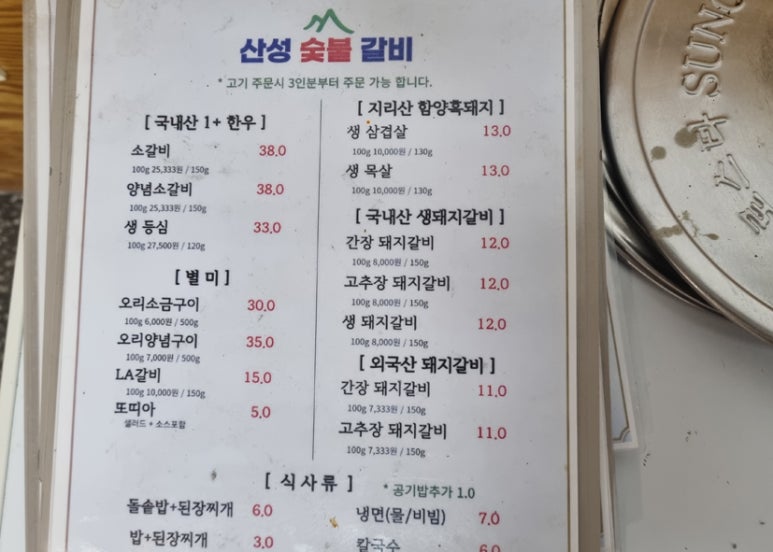 산성 숯불 갈비
* 고기 주문시 3인분부터 주문 가능 합니다.
[ 국내산 1+ 한우 ]
소갈비 38.0
100g 25,333원 / 150g
양념소갈비 38.0
100g 25,333원 / 150g
생 등심 33.0
100g 27,500원 / 120g
[ 별 미 ]
오리소금구이 30.0
100g 6,000원 / 500g
오리양념구이 35.0
100g 7,000원 / 500g
LA갈비 15.0
100g 10,000원 / 150g
또띠아 5.0
샐러드 + 소스포함
[ 지리산 함양흑돼지 ]
생 삼겹살 13.0
100g 10,000원 / 130g
생 목살 13.0
100g 10,000원 / 130g
[ 국내산 생돼지갈비 ]
간장 돼지갈비 12.0
100g 8,000원 / 150g
고추장 돼지갈비 12.0
100g 8,000원 / 150g
생 돼지갈비 12.0
100g 8,000원 / 150g
[ 외국산 돼지갈비 ]
간장 돼지갈비 11.0
100g 7,333원 / 150g
고추장 돼지갈비 11.0
100g 7,333원 / 150g
[ 식 사 류 ] * 공기밥추가 1.0
돌솥밥+된장찌개 6.0
밥+된장찌개 3.0
냉면(물/비빔) 7.0
칼국수 6.0
SUNG
스타